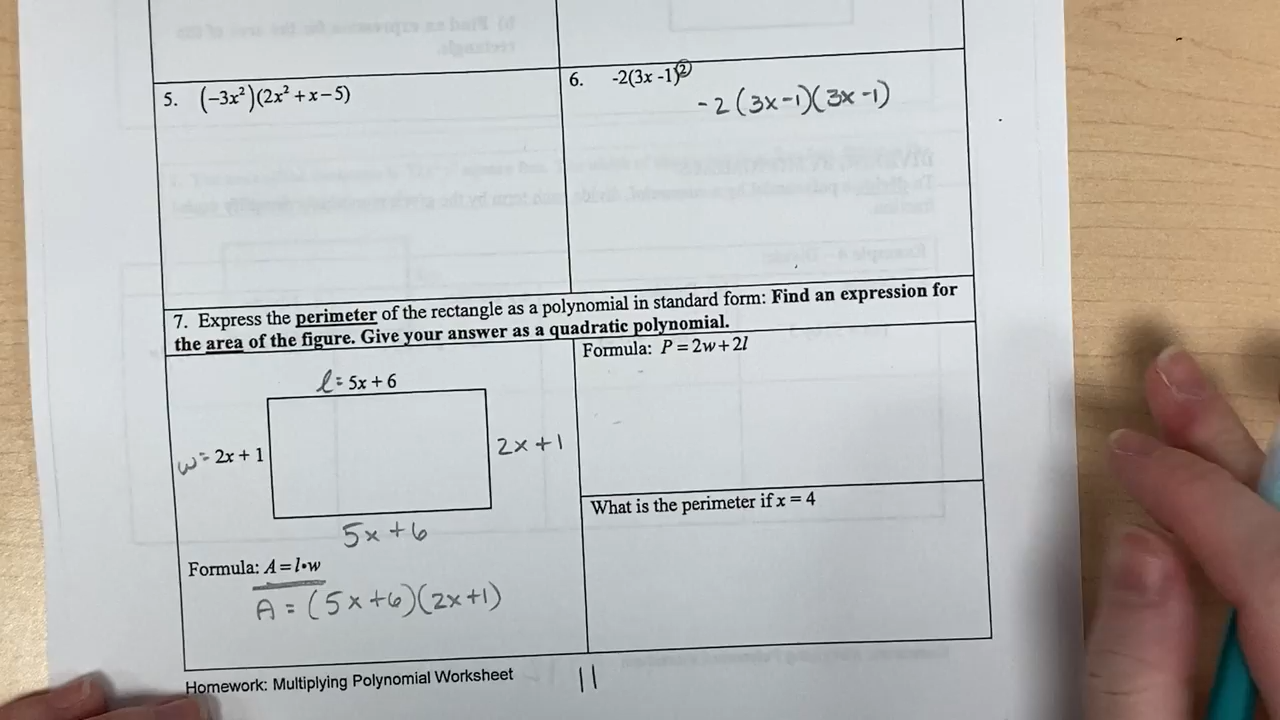 5. (-3x²)(2x² + x - 5)
6. -2(3x - 1)²
-2(3x-1)(3x-1)
7. Express the perimeter of the rectangle as a polynomial in standard form: Find an expression for
the area of the figure. Give your answer as a quadratic polynomial.
l = 5x + 6
w = 2x + 1
2x + 1
5x + 6
Formula: A = l•w
A = (5x+6)(2x+1)
Formula: P = 2w + 2l
What is the perimeter if x = 4
Homework: Multiplying Polynomial Worksheet
11